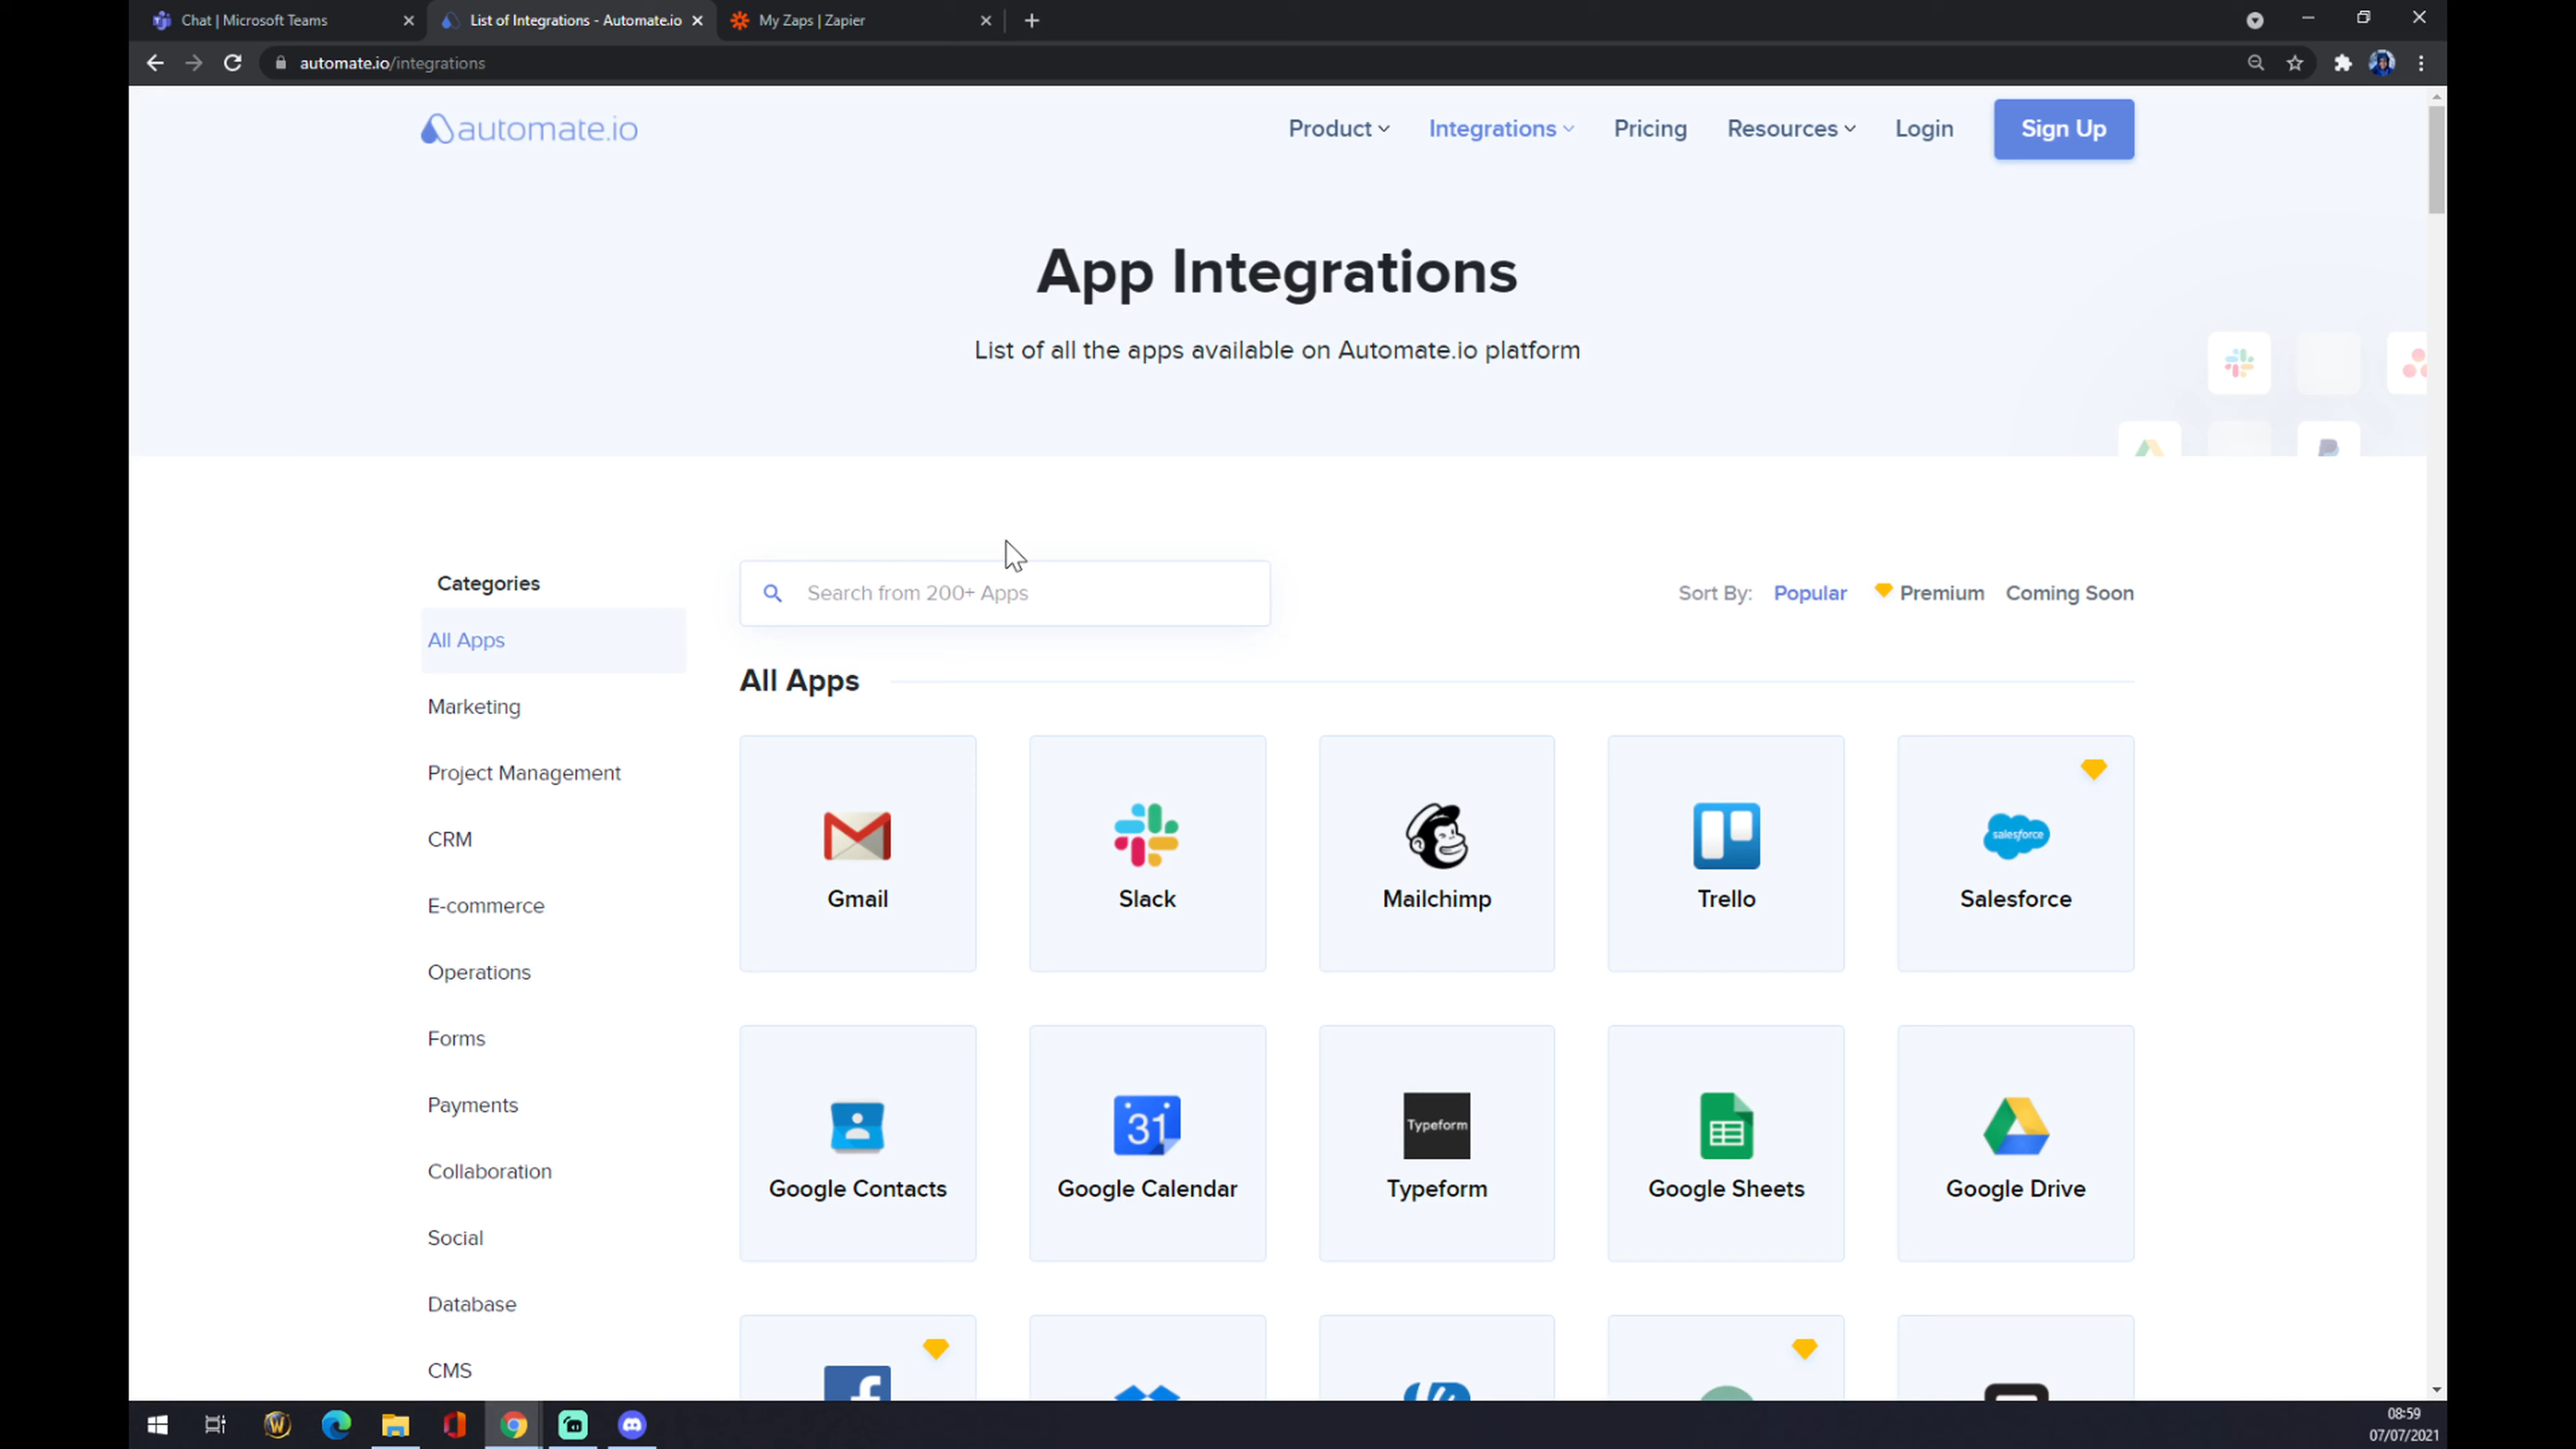 Chat | Microsoft Teams
List of Integrations - Automate.io
My Zaps | Zapier
automate.io/integrations
automate.io
Product
Integrations
Pricing
Resources
Login
Sign Up
App Integrations
List of all the apps available on Automate.io platform
Categories
All Apps
Marketing
Project Management
CRM
E-commerce
Operations
Forms
Payments
Collaboration
Social
Database
CMS
Search from 200+ Apps
Sort By: Popular Premium Coming Soon
All Apps
Gmail
Slack
Mailchimp
Trello
salesforce
Salesforce
Google Contacts
31
Google Calendar
Typeform
Typeform
Google Sheets
Google Drive
08:59
07/07/2021